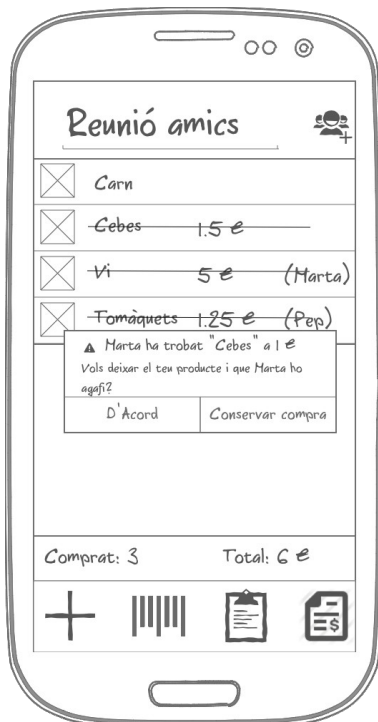 Reunió amics
Carn
Cebes 1.5 €
Vi 5 € (Marta)
Tomàquets 1.25 € (Pep)
Marta ha trobat "Cebes" a 1 €
Vols deixar el teu producte i que Marta ho
agafi?
D'Acord Conservar compra
Comprat: 3 Total: 6 €
$